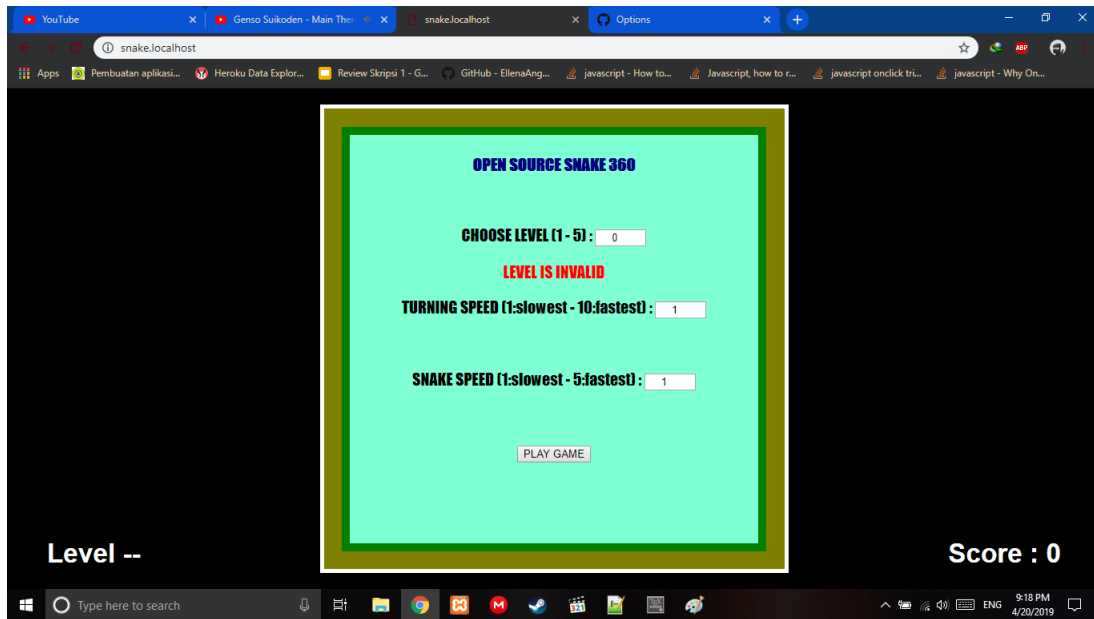 YouTube
Genso Suikoden - Main Ther
snake.localhost
Options
snake.localhost
ABP
Apps
Pembuatan aplikasi...
Heroku Data Explor...
Review Skripsi 1 - G...
GitHub - EllenaAng...
javascript - How to...
Javascript, how to r...
javascript onclick tri...
javascript - Why On...
OPEN SOURCE SNAKE 360
CHOOSE LEVEL (1 - 5) : 0
LEVEL IS INVALID
TURNING SPEED (1:slowest - 10:fastest) : 1
SNAKE SPEED (1:slowest - 5:fastest) : 1
PLAY GAME
Level --
Score : 0
Type here to search
321
ENG
9:18 PM
4/20/2019